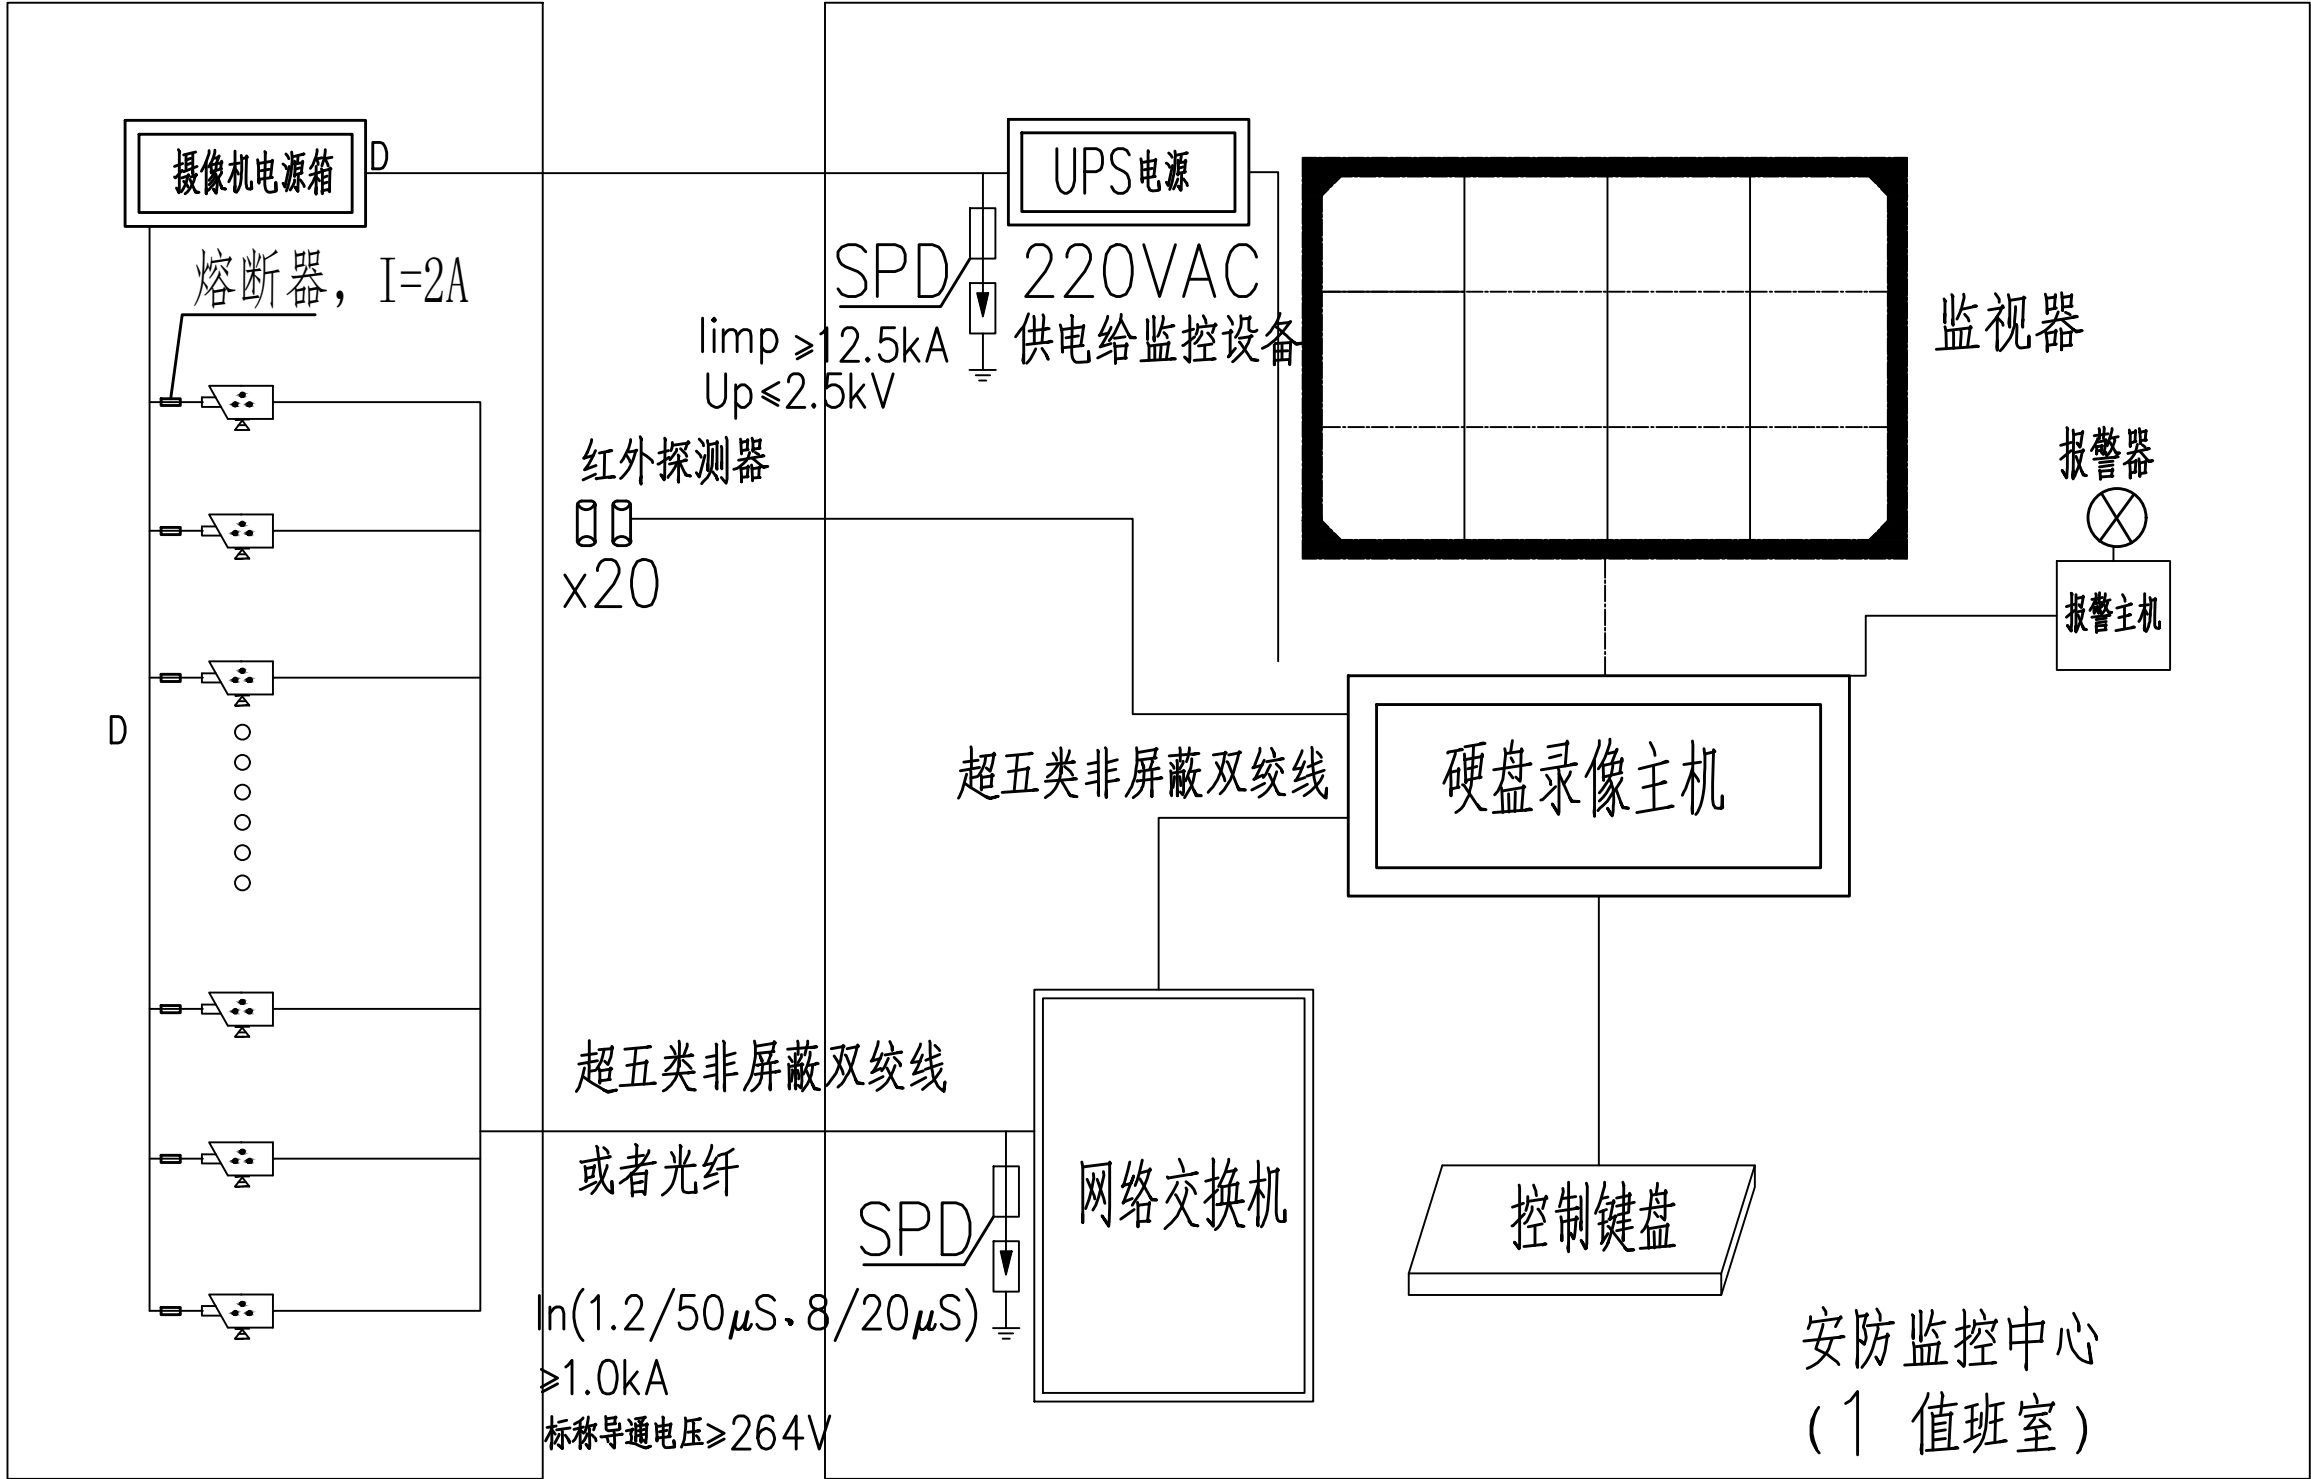 摄像机电源箱
D
UPS电源
熔断器，I=2A
SPD
220VAC
供电给监控设备
Iimp ≥12.5kA
Up≤2.5kV
监视器
红外探测器
x20
报警器
报警主机
D
超五类非屏蔽双绞线
硬盘录像主机
超五类非屏蔽双绞线
或者光纤
SPD
网络交换机
控制键盘
In(1.2/50μS、8/20μS)
≥1.0kA
标称导通电压≥264V
安防监控中心
(1 值班室)